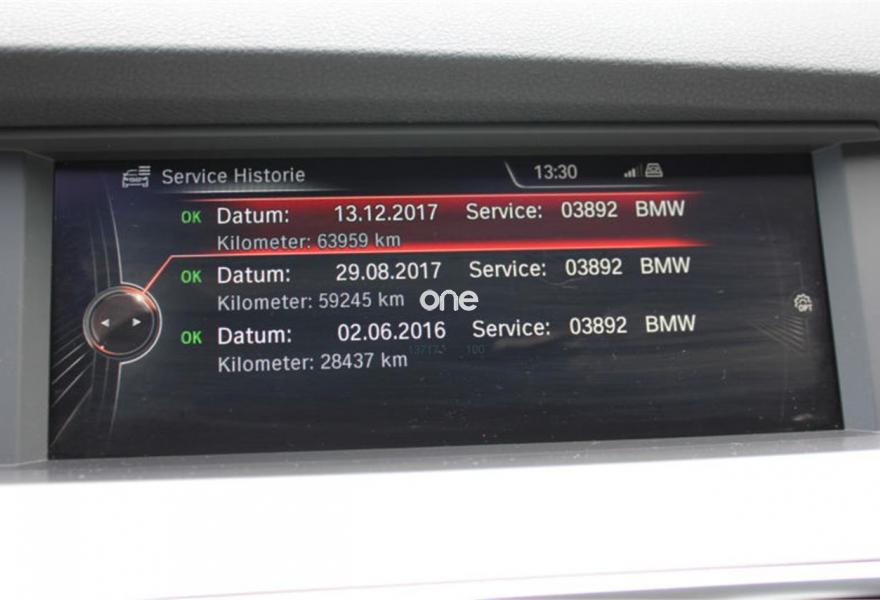 Service Historie 13:30
OK Datum: 13.12.2017 Service: 03892 BMW
Kilometer: 63959 km
OK Datum: 29.08.2017 Service: 03892 BMW
Kilometer: 59245 km
one
OPT
OK Datum: 02.06.2016 Service: 03892 BMW
Kilometer: 28437 km